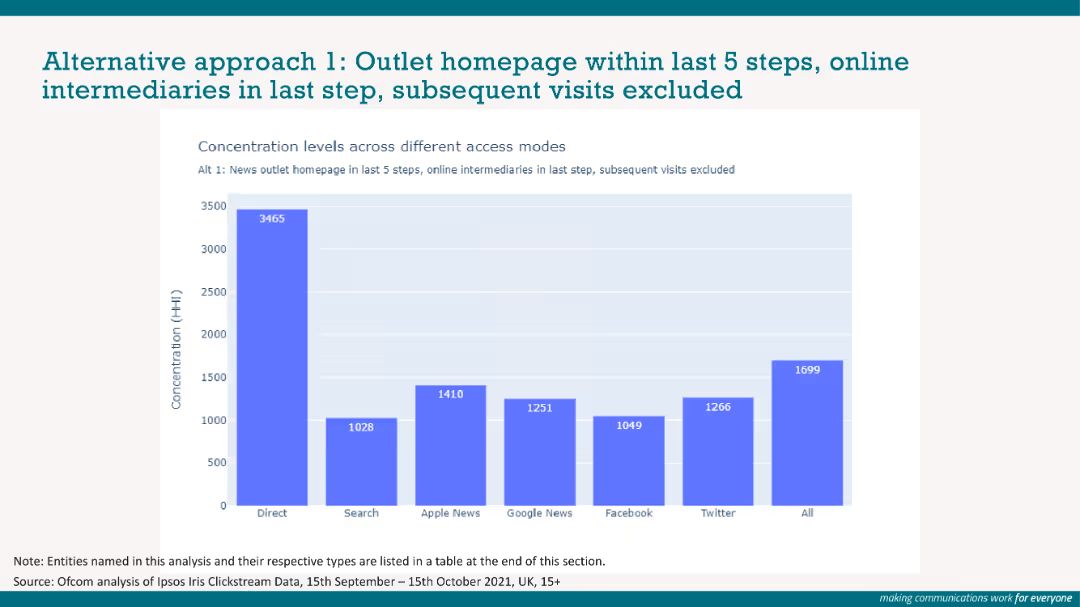 Alternative approach 1: Outlet homepage within last 5 steps, online
intermediaries in last step, subsequent visits excluded
Concentration levels across different access modes
Alt 1: News outlet homepage in last 5 steps, online intermediaries in last step, subsequent visits excluded
Concentration (HHI)
3500
3000
2500
2000
1500
1000
500
0
3465
1028
1410
1251
1049
1266
1699
Direct
Search
Apple News
Google News
Facebook
Twitter
All
Note: Entities named in this analysis and their respective types are listed in a table at the end of this section.
Source: Ofcom analysis of Ipsos Iris Clickstream Data, 15th September – 15th October 2021, UK, 15+
making communications work for everyone